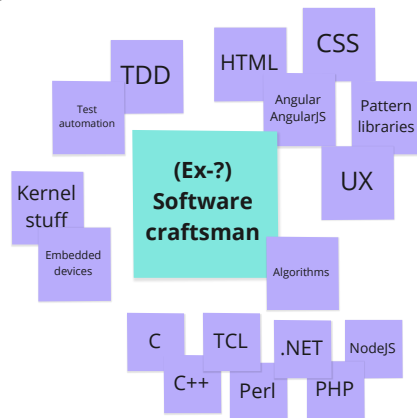 CSS
HTML
TDD
Angular
AngularJS
Pattern
libraries
Test
automation
(Ex-?)
Software
craftsman
UX
Kernel
stuff
Embedded
devices
Algorithms
C
TCL
.NET
NodeJS
C++
Perl
PHP